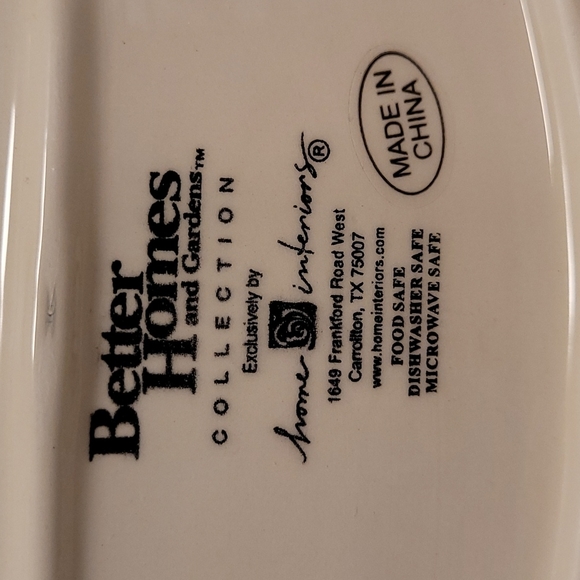 Better
Homes
and Gardens™
COLLECTION
Exclusively by
home interiors®
1649 Frankford Road West
Carrollton, TX 75007
www.homeinteriors.com
FOOD SAFE
DISHWASHER SAFE
MICROWAVE SAFE
MADE IN
CHINA